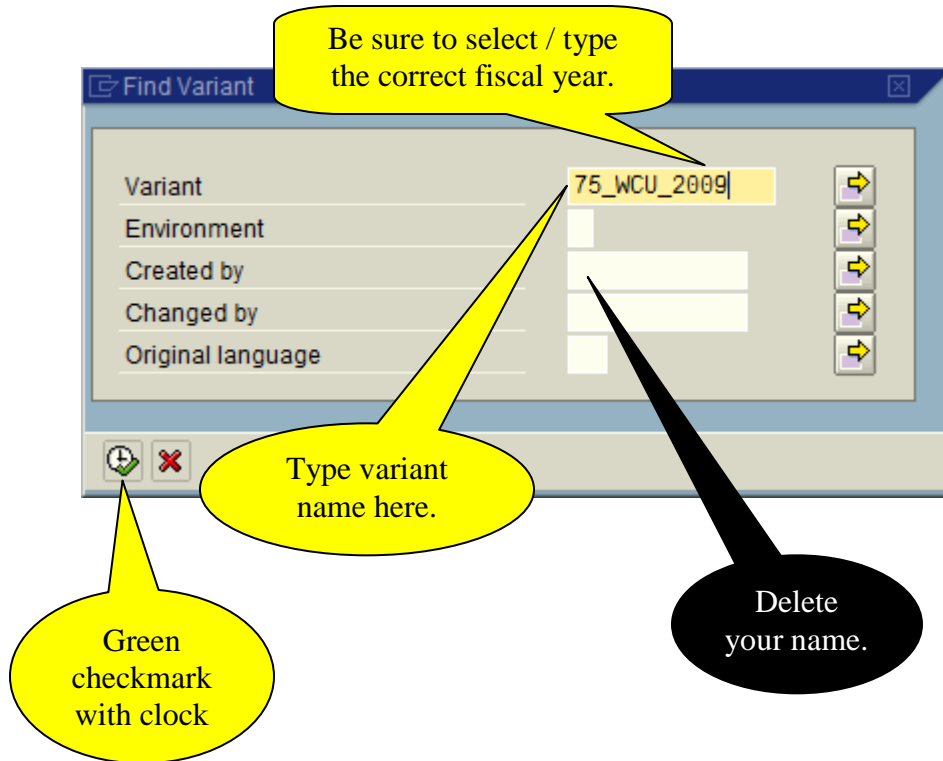 Be sure to select / type
the correct fiscal year.
Find Variant
Variant 75_WCU_2009
Environment
Created by
Changed by
Original language
Type variant
name here.
Delete
your name.
Green
checkmark
with clock